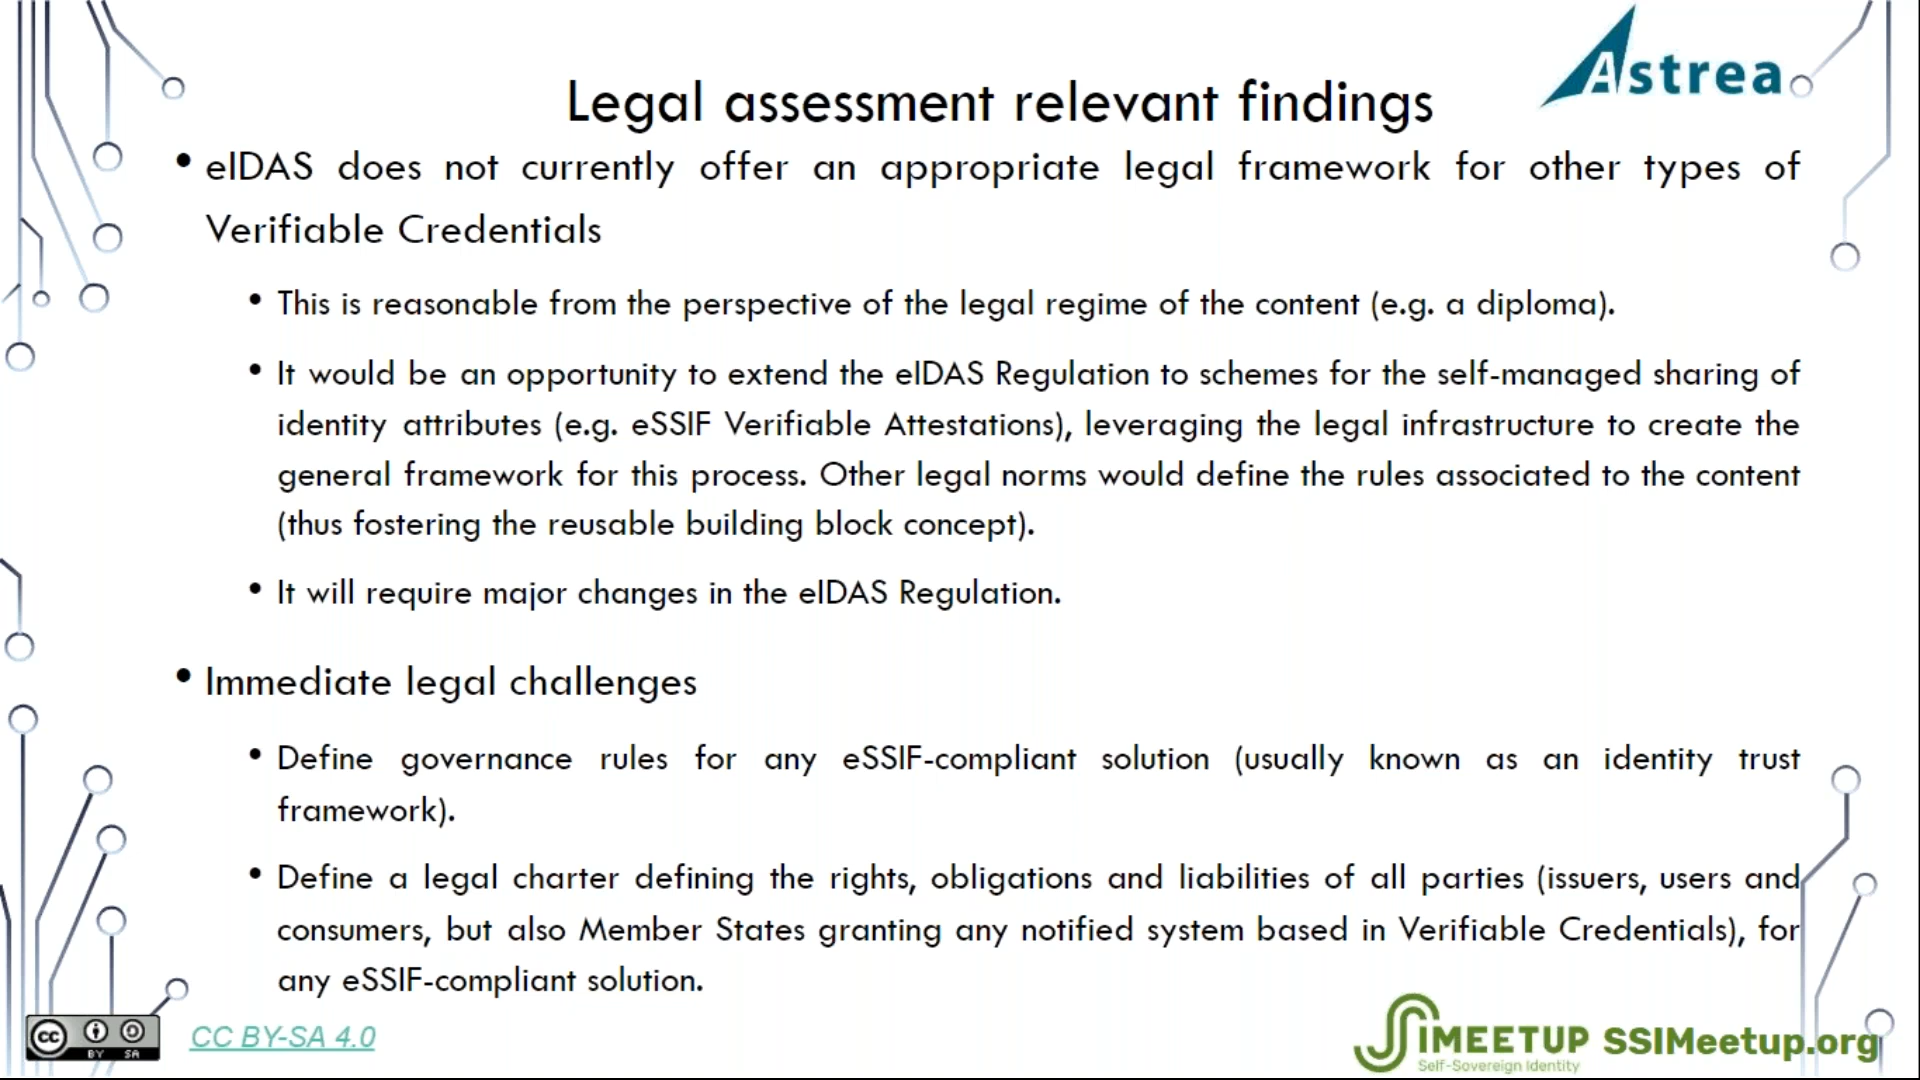 Astrea
Legal assessment relevant findings
• eIDAS does not currently offer an appropriate legal framework for other types of
Verifiable Credentials
• This is reasonable from the perspective of the legal regime of the content (e.g. a diploma).
• It would be an opportunity to extend the eIDAS Regulation to schemes for the self-managed sharing of
identity attributes (e.g. eSSIF Verifiable Attestations), leveraging the legal infrastructure to create the
general framework for this process. Other legal norms would define the rules associated to the content
(thus fostering the reusable building block concept).
• It will require major changes in the eIDAS Regulation.
• Immediate legal challenges
• Define governance rules for any eSSIF-compliant solution (usually known as an identity trust
framework).
• Define a legal charter defining the rights, obligations and liabilities of all parties (issuers, users and
consumers, but also Member States granting any notified system based in Verifiable Credentials), for
any eSSIF-compliant solution.
cc BY SA
CC BY-SA 4.0
SSIMEETUP
Self-Sovereign Identity
SSIMeetup.org